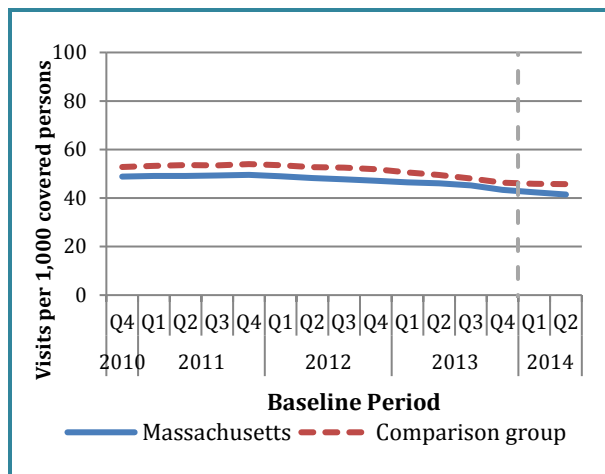 Visits per 1,000 covered persons
100
80
60
40
20
0
Q4 Q1 Q2 Q3 Q4 Q1 Q2 Q3 Q4 Q1 Q2 Q3 Q4 Q1 Q2
2010 2011 2012 2013 2014
Baseline Period
Massachusetts Comparison group